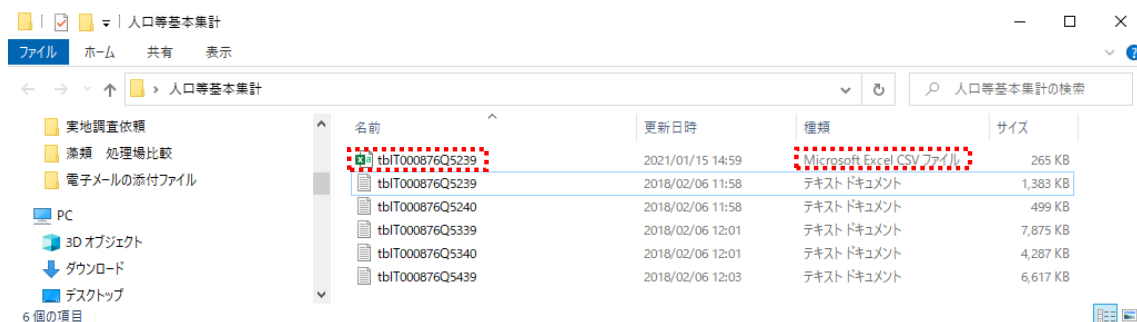 人口等基本集計
ファイル ホーム 共有 表示
人口等基本集計 人口等基本集計の検索
実地調査依頼
藻類 処理場比較
電子メールの添付ファイル
PC
3D オブジェクト
ダウンロード
デスクトップ
名前 更新日時 種類 サイズ
tblT000876Q5239 2021/01/15 14:59 Microsoft Excel CSV ファイル 265 KB
tblT000876Q5239 2018/02/06 11:58 テキスト ドキュメント 1,383 KB
tblT000876Q5240 2018/02/06 11:58 テキスト ドキュメント 499 KB
tblT000876Q5339 2018/02/06 12:01 テキスト ドキュメント 7,875 KB
tblT000876Q5340 2018/02/06 12:01 テキスト ドキュメント 4,287 KB
tblT000876Q5439 2018/02/06 12:03 テキスト ドキュメント 6,617 KB
6 個の項目